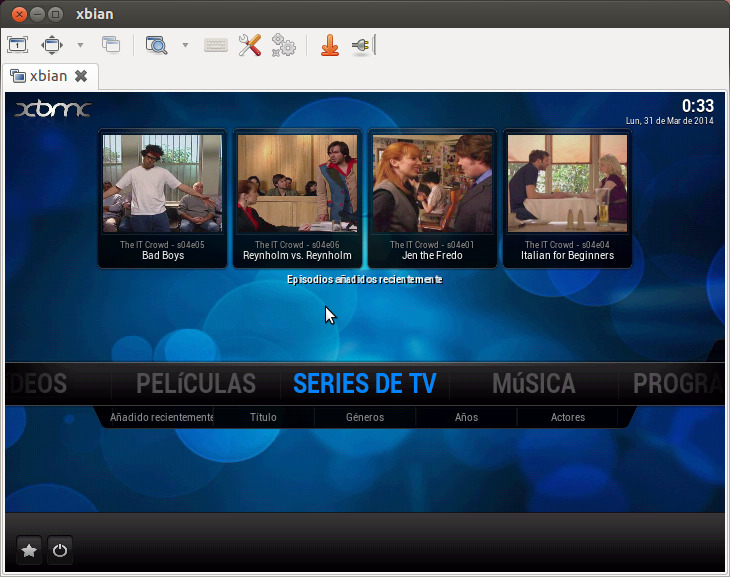 xbian
xbian
xbmc
0:33
Lun, 31 de Mar de 2014
The IT Crowd - s04e05
Bad Boys
The IT Crowd - s04e06
Reynholm vs. Reynholm
The IT Crowd - s04e01
Jen the Fredo
The IT Crowd - s04e04
Italian for Beginners
Episodios añadidos recientemente
DEOS PELíCULAS SERIES DE TV MúSICA PROGRA
Añadido recientemente Título Géneros Años Actores